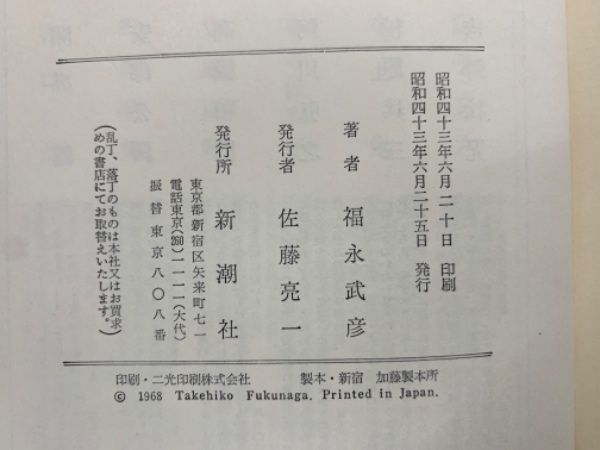 昭和四十三年六月二十日 印刷
昭和四十三年六月二十五日 発行
著者 福永武彦
発行者 佐藤亮一
発行所 新潮社
東京都新宿区矢来町七一
電話東京(260)一一一一(大代)
振替東京八〇八番
(乱丁、落丁のものは本社又はお買求
めの書店にてお取替えいたします。)
印刷・二光印刷株式会社 製本・新宿 加藤製本所
© 1968 Takehiko Fukunaga. Printed in Japan.